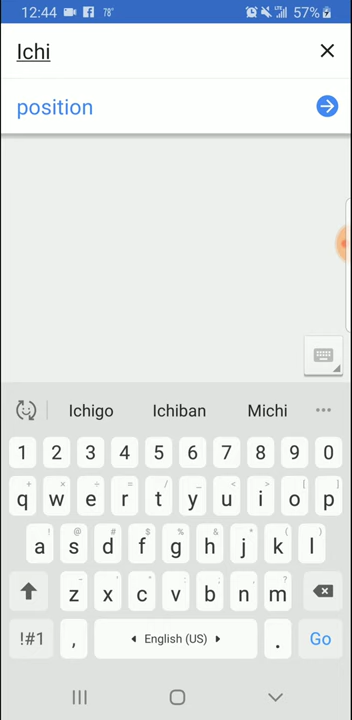 12:44 78° LTE 57%
Ichi
position
Ichigo Ichiban Michi
1 2 3 4 5 6 7 8 9 0
+ × ÷ = / _ < > [ ]
q w e r t y u i o p
! @ # $ % & * ( )
a s d f g h j k l
- ' " : ; , ?
z x c v b n m
!#1 , English (US) . Go